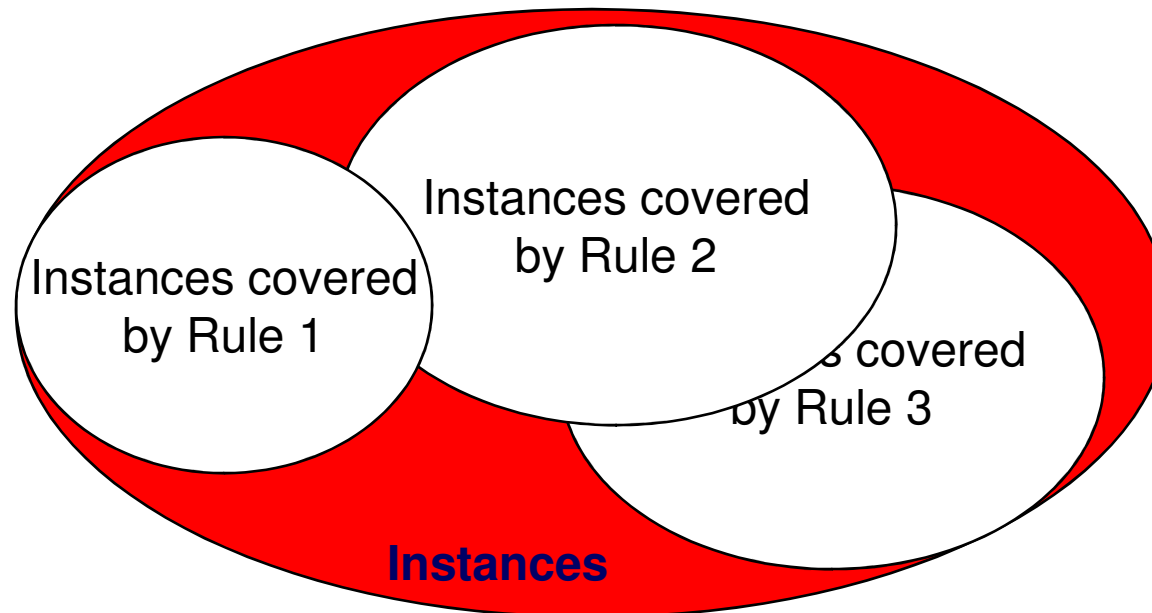 Instances covered
by Rule 2
Instances covered
by Rule 1
s covered
by Rule 3
Instances